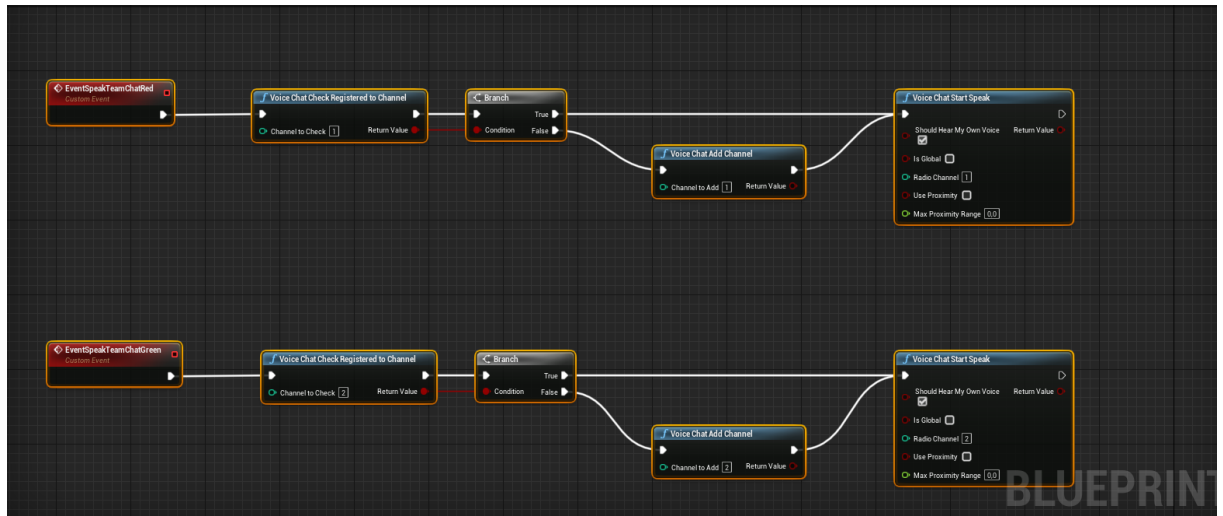 EventSpeakTeamChatRed
Custom Event
f Voice Chat Check Registered to Channel
Channel to Check 1 Return Value
Branch
True
Condition False
f Voice Chat Add Channel
Channel to Add 1 Return Value
f Voice Chat Start Speak
Should Hear My Own Voice Return Value
Is Global
Radio Channel 1
Use Proximity
Max Proximity Range 0,0
EventSpeakTeamChatGreen
Custom Event
f Voice Chat Check Registered to Channel
Channel to Check 2 Return Value
Branch
True
Condition False
f Voice Chat Add Channel
Channel to Add 2 Return Value
f Voice Chat Start Speak
Should Hear My Own Voice Return Value
Is Global
Radio Channel 2
Use Proximity
Max Proximity Range 0,0
BLUEPRINT